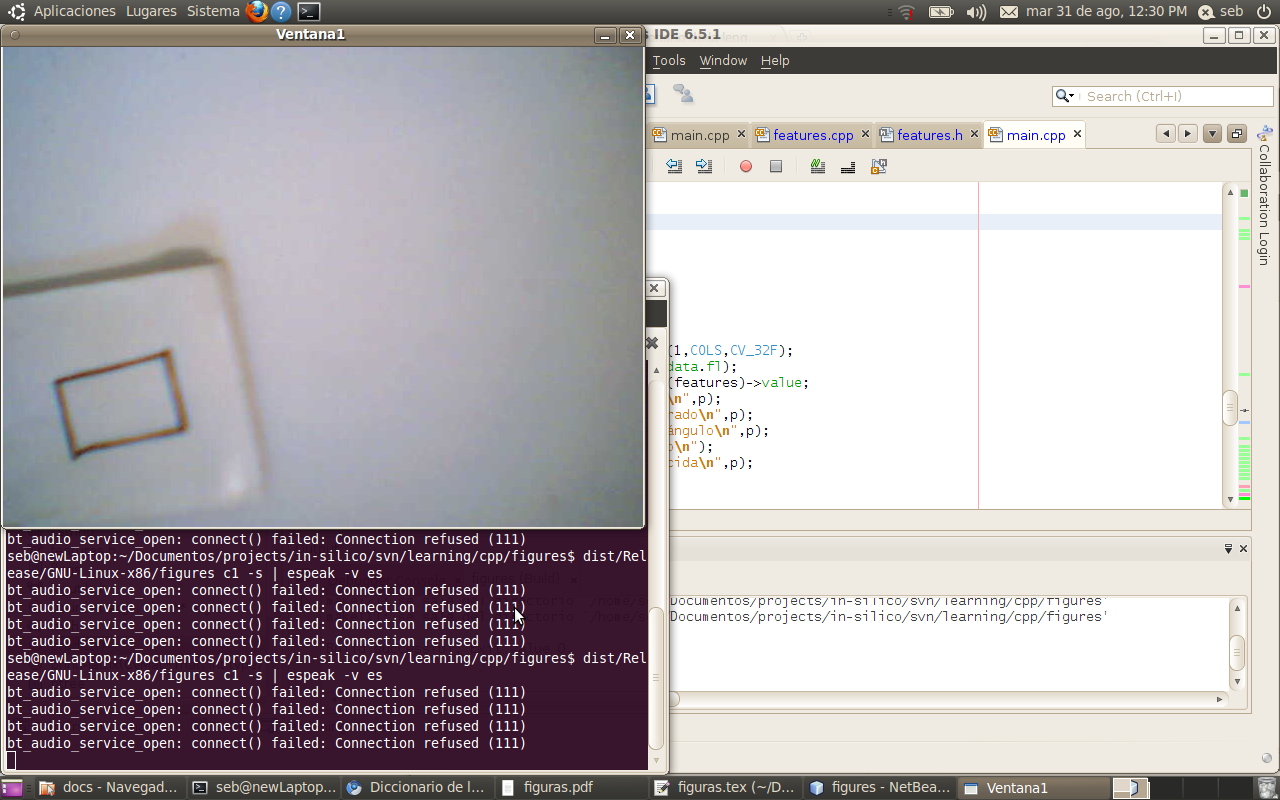 Aplicaciones Lugares Sistema
mar 31 de ago, 12:30 PM seb
Ventana1
IDE 6.5.1
Tools Window Help
Search (Ctrl+I)
main.cpp features.cpp features.h main.cpp
Collaboration Login
(1,COLS,CV_32F);
data.fl);
(features)->value;
\n",p);
rado\n",p);
ángulo\n",p);
o\n");
cida\n",p);
bt_audio_service_open: connect() failed: Connection refused (111)
seb@newLaptop:~/Documentos/projects/in-silico/svn/learning/cpp/figures$ dist/Rel
ease/GNU-Linux-x86/figures c1 -s | espeak -v es
bt_audio_service_open: connect() failed: Connection refused (111)
bt_audio_service_open: connect() failed: Connection refused (111)
bt_audio_service_open: connect() failed: Connection refused (111)
bt_audio_service_open: connect() failed: Connection refused (111)
seb@newLaptop:~/Documentos/projects/in-silico/svn/learning/cpp/figures$ dist/Rel
ease/GNU-Linux-x86/figures c1 -s | espeak -v es
bt_audio_service_open: connect() failed: Connection refused (111)
bt_audio_service_open: connect() failed: Connection refused (111)
bt_audio_service_open: connect() failed: Connection refused (111)
bt_audio_service_open: connect() failed: Connection refused (111)
Documentos/projects/in-silico/svn/learning/cpp/figures'
Documentos/projects/in-silico/svn/learning/cpp/figures'
docs - Navegad... seb@newLaptop... Diccionario de l... figuras.pdf figuras.tex (~/D... figures - NetBea... Ventana1